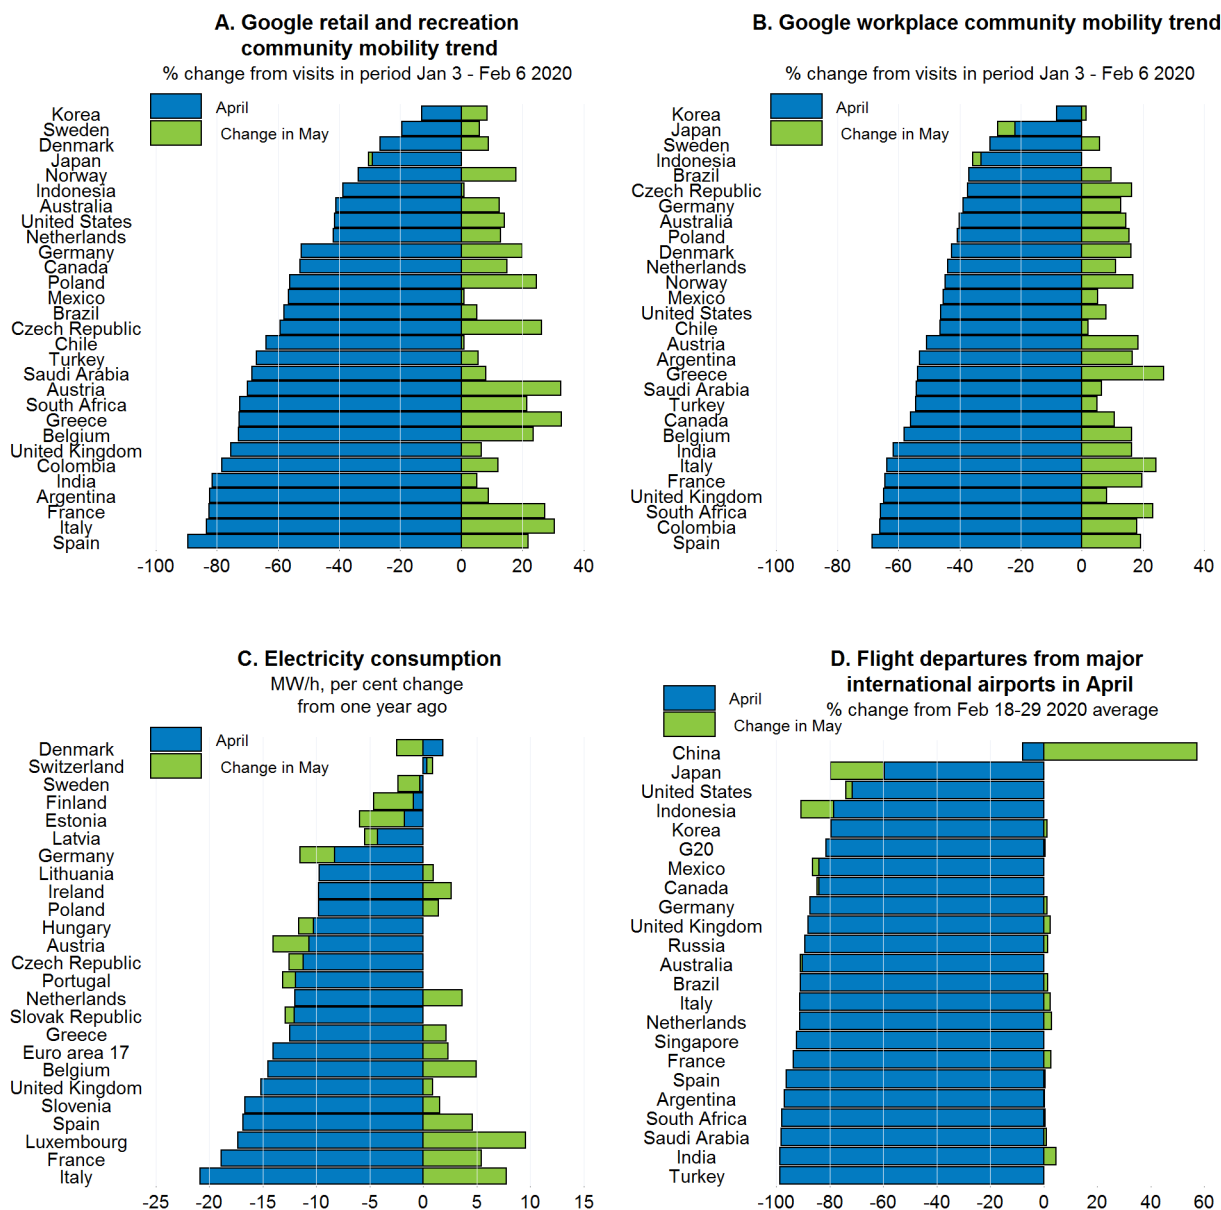 A. Google retail and recreation
community mobility trend
% change from visits in period Jan 3 - Feb 6 2020
April
Change in May
Korea
Sweden
Denmark
Japan
Norway
Indonesia
Australia
United States
Netherlands
Germany
Canada
Poland
Mexico
Brazil
Czech Republic
Chile
Turkey
Saudi Arabia
Austria
South Africa
Greece
Belgium
United Kingdom
Colombia
India
Argentina
France
Italy
Spain
-100 -80 -60 -40 -20 0 20 40
B. Google workplace community mobility trend
% change from visits in period Jan 3 - Feb 6 2020
April
Change in May
Korea
Japan
Sweden
Indonesia
Brazil
Czech Republic
Germany
Australia
Poland
Denmark
Netherlands
Norway
Mexico
United States
Chile
Austria
Argentina
Greece
Saudi Arabia
Turkey
Canada
Belgium
India
Italy
France
United Kingdom
South Africa
Colombia
Spain
-100 -80 -60 -40 -20 0 20 40
C. Electricity consumption
MW/h, per cent change
from one year ago
April
Change in May
Denmark
Switzerland
Sweden
Finland
Estonia
Latvia
Germany
Lithuania
Ireland
Poland
Hungary
Austria
Czech Republic
Portugal
Netherlands
Slovak Republic
Greece
Euro area 17
Belgium
United Kingdom
Slovenia
Spain
Luxembourg
France
Italy
-25 -20 -15 -10 -5 0 5 10 15
D. Flight departures from major
international airports in April
% change from Feb 18-29 2020 average
April
Change in May
China
Japan
United States
Indonesia
Korea
G20
Mexico
Canada
Germany
United Kingdom
Russia
Australia
Brazil
Italy
Netherlands
Singapore
France
Spain
Argentina
South Africa
Saudi Arabia
India
Turkey
-100 -80 -60 -40 -20 0 20 40 60